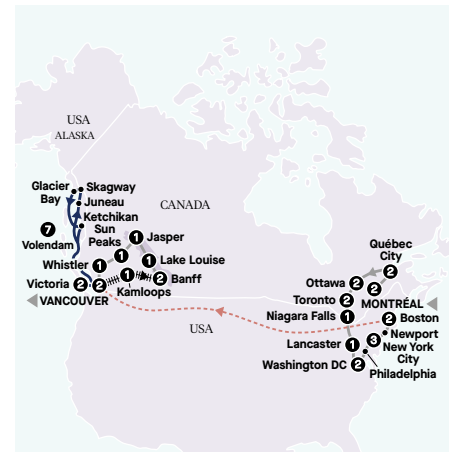 USA
ALASKA
Glacier
Bay
Skagway
Juneau
Ketchikan
CANADA
7
Volendam
Sun
Peaks
1
1
Jasper
Whistler
1
1
Lake Louise
Victoria
2
2
1
2
Banff
Kamloops
VANCOUVER
Québec
City
2
Ottawa
2
2
Toronto
2
MONTRÉAL
Niagara Falls
1
2
Boston
USA
Newport
Lancaster
1
3
New York
City
Washington DC
2
Philadelphia